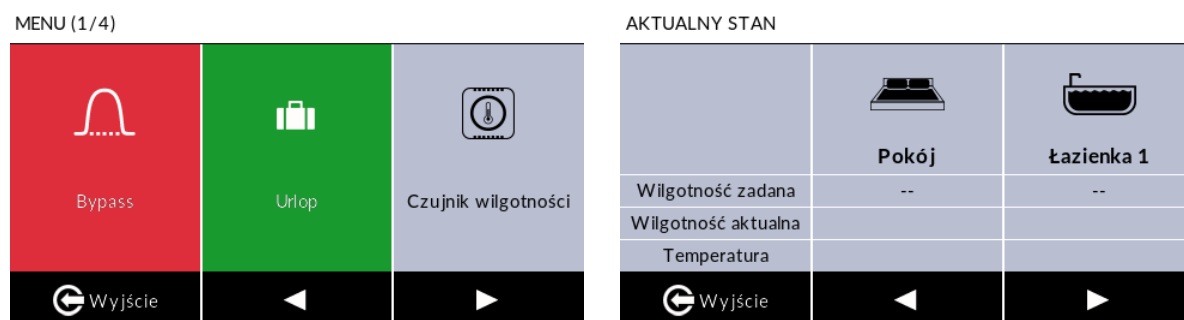 MENU (1/4)
Bypass
Urlop
Czujnik wilgotności
Wyjście
AKTUALNY STAN
Pokój
Łazienka 1
Wilgotność zadana -- --
Wilgotność aktualna
Temperatura
Wyjście